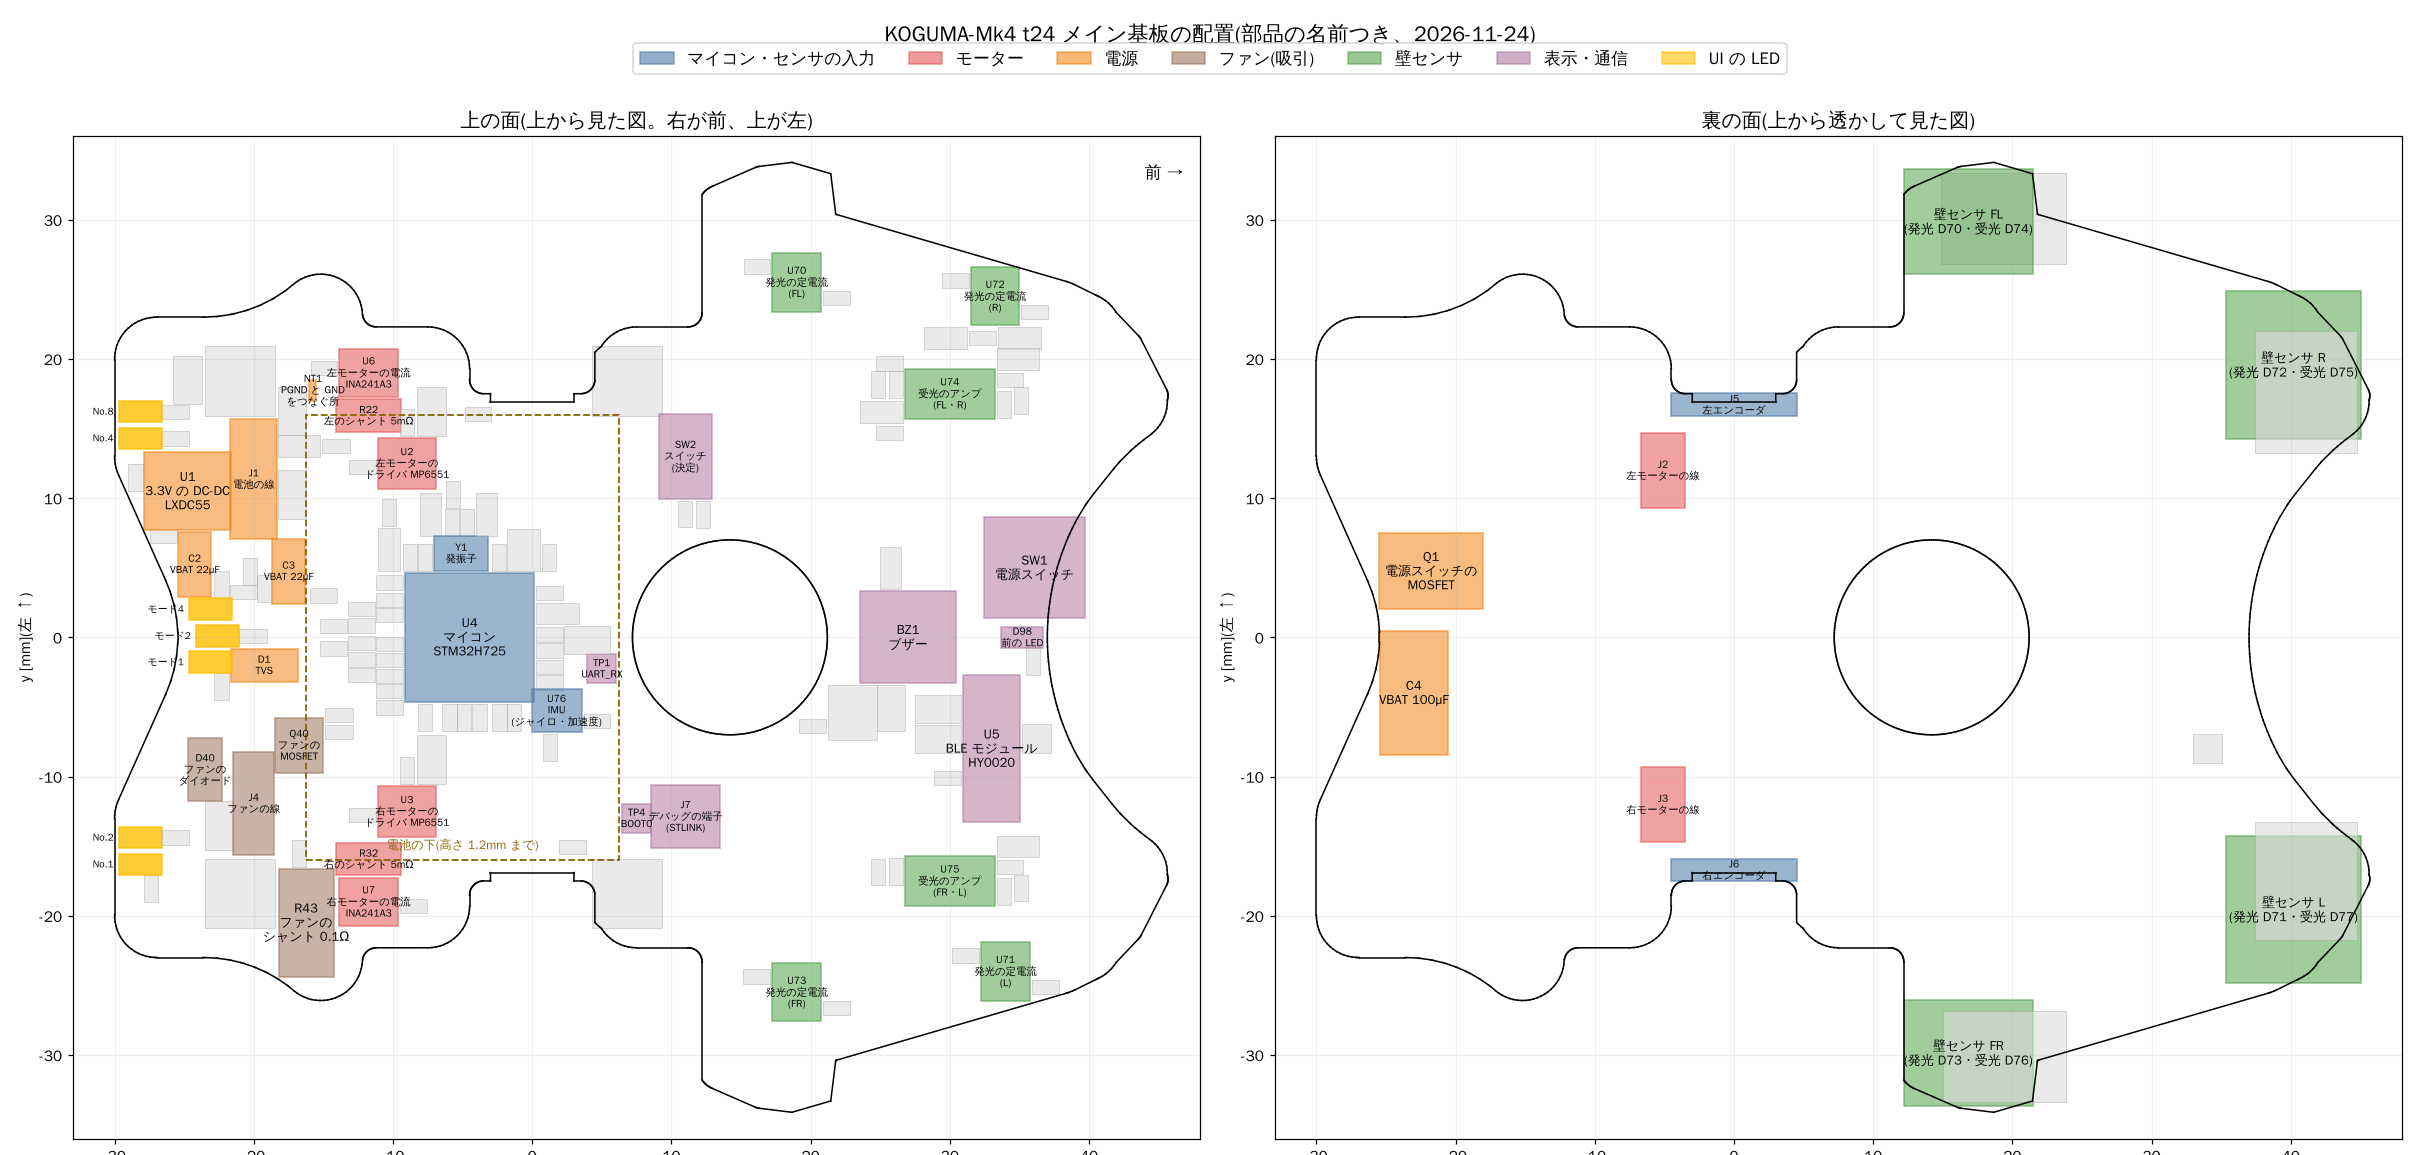 KOGUMA-Mk4 t24 メイン基板の配置(部品の名前つき、2026-11-24)
マイコン・センサの入力
モーター
電源
ファン(吸引)
壁センサ
表示・通信
UI の LED
上の面(上から見た図。右が前、上が左)
前 →
y [mm](左 ↑)
30
20
10
0
-10
-20
-30
U70
発光の定電流
(FL)
U72
発光の定電流
(R)
U6
左モーターの電流
INA241A3
NT1
PGND と GND
をつなぐ所
R22
左のシャント 5mΩ
U74
受光のアンプ
(FL・R)
No.8
No.4
U2
左モーターの
ドライバ MP6551
SW2
スイッチ
(決定)
U1
3.3V の DC-DC
LXDC55
J1
電池の線
C2
VBAT 22μF
C3
VBAT 22μF
Y1
発振子
SW1
電源スイッチ
モード4
モード2
モード1
U4
マイコン
STM32H725
BZ1
ブザー
D98
前の LED
D1
TVS
TP1
UART_RX
U76
IMU
(ジャイロ・加速度)
Q40
ファンの
MOSFET
D40
ファンの
ダイオード
J4
ファンの線
U5
BLE モジュール
HY0020
U3
右モーターの
ドライバ MP6551
TP4
BOOT0
J7
デバッグの端子
(STLINK)
No.2
No.1
電池の下(高さ 1.2mm まで)
R32
右のシャント 5mΩ
U7
右モーターの電流
INA241A3
R43
ファンの
シャント 0.1Ω
U75
受光のアンプ
(FR・L)
U73
発光の定電流
(FR)
U71
発光の定電流
(L)
裏の面(上から透かして見た図)
y [mm](左 ↑)
30
20
10
0
-10
-20
-30
壁センサ FL
(発光 D70・受光 D74)
壁センサ R
(発光 D72・受光 D75)
J5
左エンコーダ
J2
左モーターの線
Q1
電源スイッチの
MOSFET
C4
VBAT 100μF
J3
右モーターの線
J6
右エンコーダ
壁センサ L
(発光 D71・受光 D77)
壁センサ FR
(発光 D73・受光 D76)